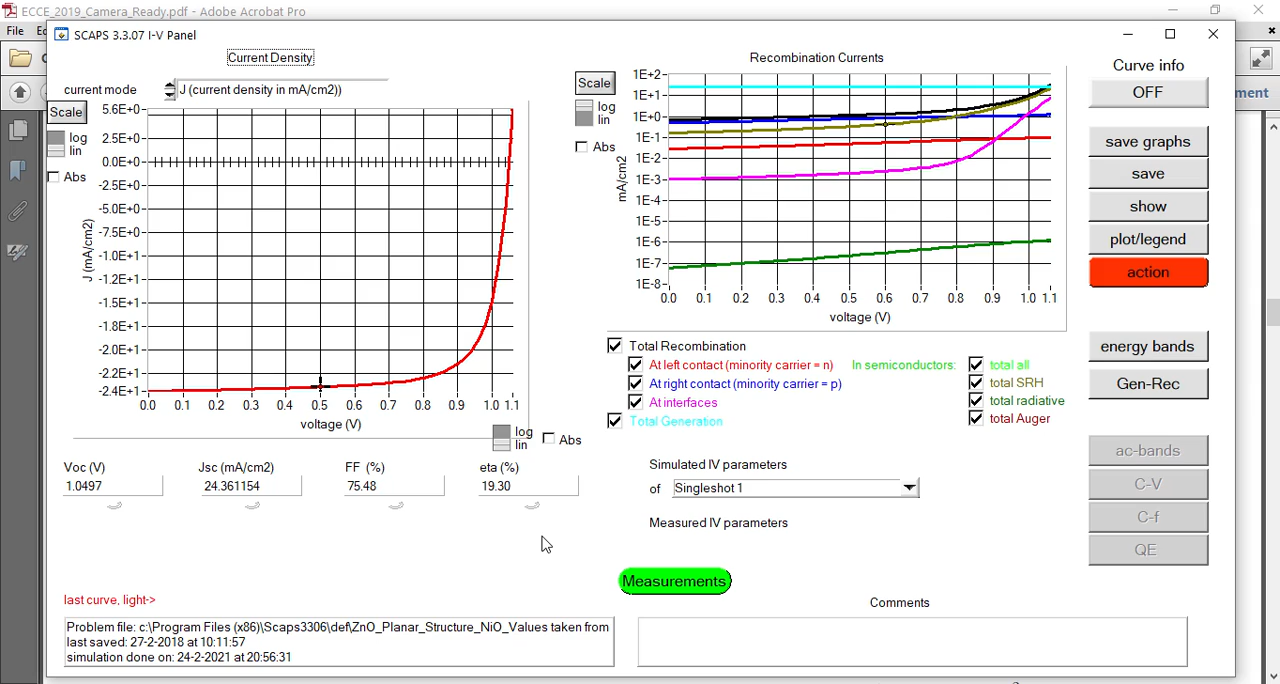 ECCE_2019_Camera_Ready.pdf - Adobe Acrobat Pro
File
SCAPS 3.3.07 I-V Panel
Current Density
current mode
J (current density in mA/cm2))
Scale
log
lin
Abs
J (mA/cm2)
5.6E+0
2.5E+0
0.0E+0
-2.5E+0
-5.0E+0
-7.5E+0
-1.0E+1
-1.2E+1
-1.5E+1
-1.8E+1
-2.0E+1
-2.2E+1
-2.4E+1
0.0 0.1 0.2 0.3 0.4 0.5 0.6 0.7 0.8 0.9 1.0 1.1
voltage (V)
log
lin
Abs
Voc (V) Jsc (mA/cm2) FF (%) eta (%)
1.0497 24.361154 75.48 19.30
Recombination Currents
Scale
log
lin
Abs
mA/cm2
1E+2
1E+1
1E+0
1E-1
1E-2
1E-3
1E-4
1E-5
1E-6
1E-7
1E-8
0.0 0.1 0.2 0.3 0.4 0.5 0.6 0.7 0.8 0.9 1.0 1.1
voltage (V)
Total Recombination
At left contact (minority carrier = n)
At right contact (minority carrier = p)
At interfaces
Total Generation
In semiconductors:
total all
total SRH
total radiative
total Auger
Simulated IV parameters
of Singleshot 1
Measured IV parameters
Measurements
last curve, light->
Problem file: c:\Program Files (x86)\Scaps3306\def\ZnO_Planar_Structure_NiO_Values taken from
last saved: 27-2-2018 at 10:11:57
simulation done on: 24-2-2021 at 20:56:31
Comments
Curve info
OFF
save graphs
save
show
plot/legend
action
energy bands
Gen-Rec
ac-bands
C-V
C-f
QE
ment